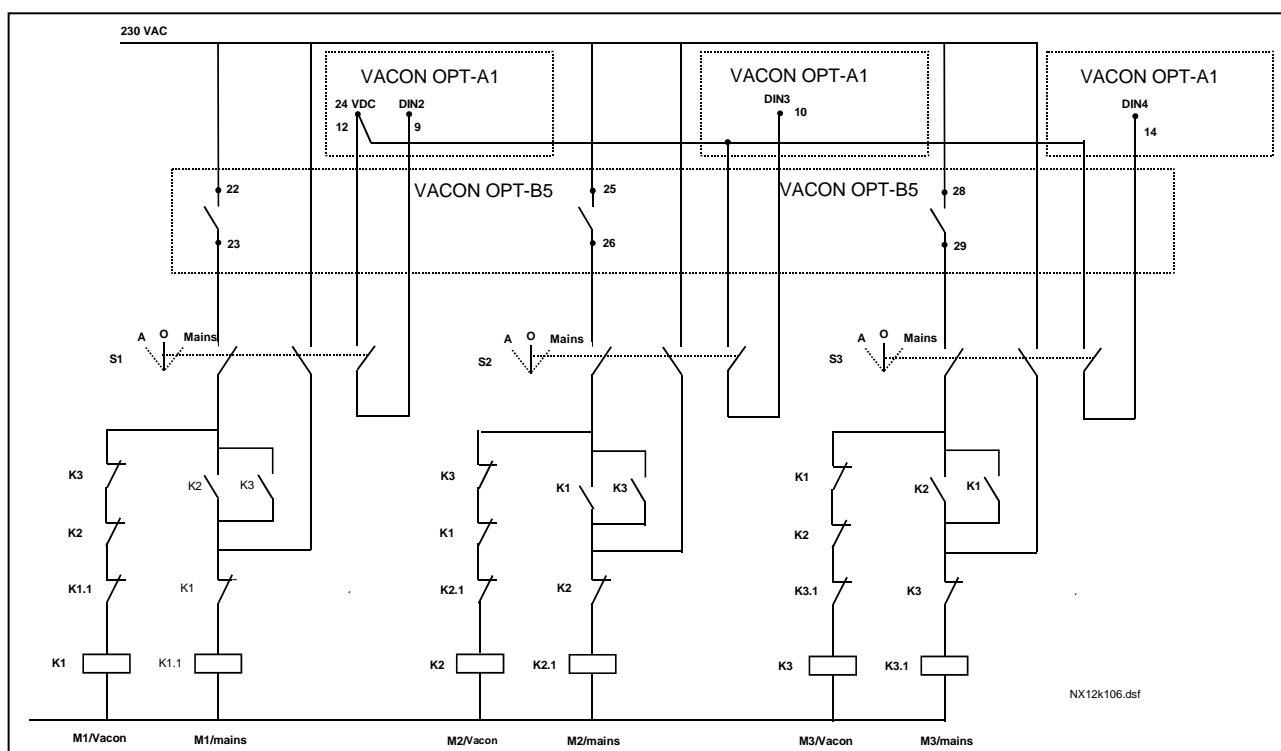 230 VAC
VACON OPT-A1
24 VDC DIN2
12 9
VACON OPT-A1
DIN3 10
VACON OPT-A1
DIN4
14
VACON OPT-B5
VACON OPT-B5
22
23
25
26
28
29
A O Mains
S1
A O Mains
S2
A O Mains
S3
K3 K2 K3
K2
K1.1 K1
K1 K1.1
K3 K1 K3
K1
K2.1 K2
K2 K2.1
K1 K2 K1
K2
K3.1 K3
K3 K3.1
NX12k106.dsf
M1/Vacon M1/mains M2/Vacon M2/mains M3/Vacon M3/mains